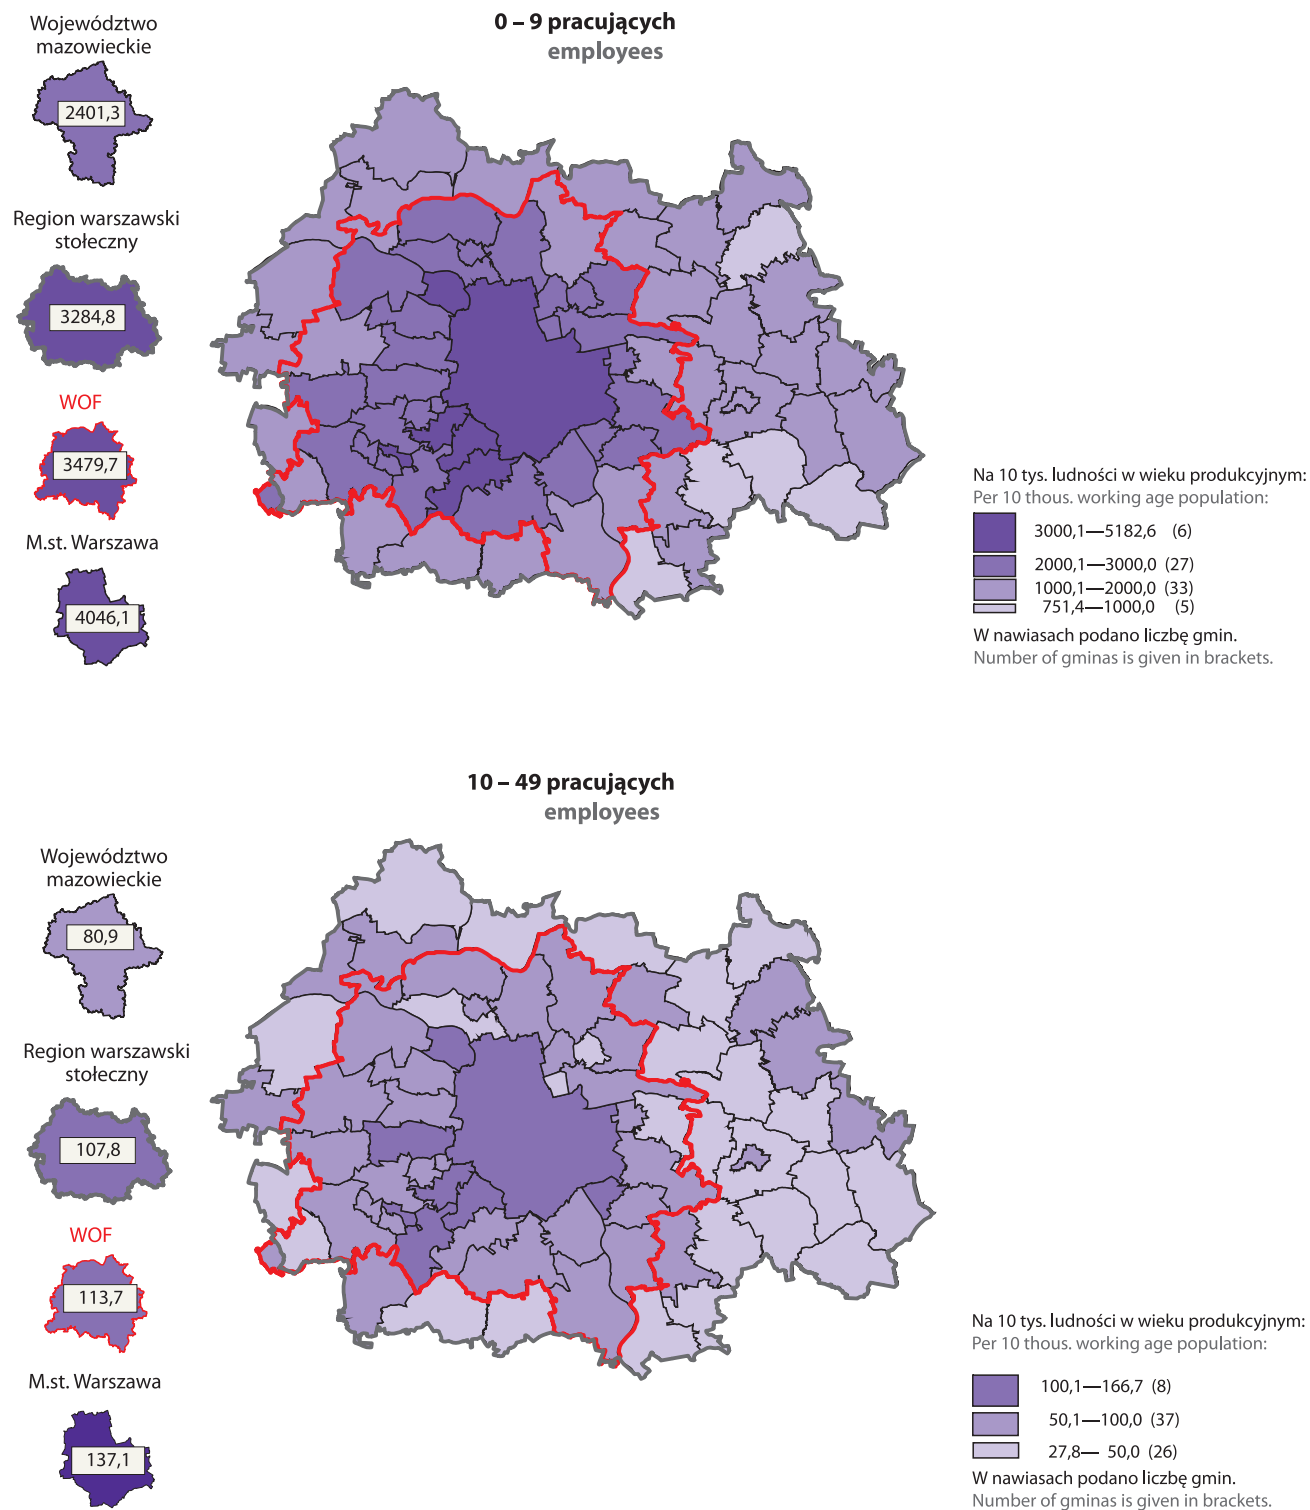 0 – 9 pracujących
employees
Województwo
mazowieckie
2401,3
Region warszawski
stołeczny
3284,8
WOF
3479,7
M.st. Warszawa
4046,1
Na 10 tys. ludności w wieku produkcyjnym:
Per 10 thous. working age population:
3000,1—5182,6 (6)
2000,1—3000,0 (27)
1000,1—2000,0 (33)
751,4—1000,0 (5)
W nawiasach podano liczbę gmin.
Number of gminas is given in brackets.
10 – 49 pracujących
employees
Województwo
mazowieckie
80,9
Region warszawski
stołeczny
107,8
WOF
113,7
M.st. Warszawa
137,1
Na 10 tys. ludności w wieku produkcyjnym:
Per 10 thous. working age population:
100,1—166,7 (8)
50,1—100,0 (37)
27,8— 50,0 (26)
W nawiasach podano liczbę gmin.
Number of gminas is given in brackets.